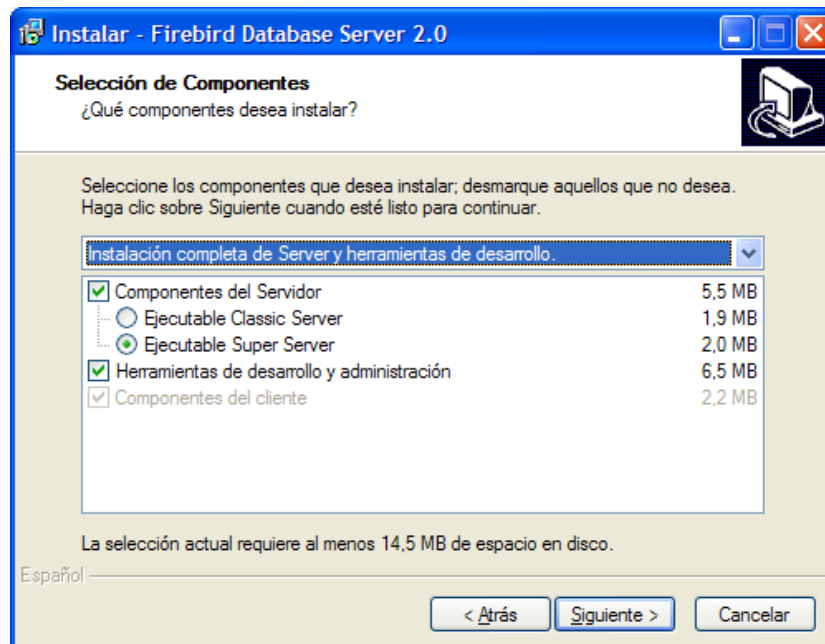 Instalar - Firebird Database Server 2.0
Selección de Componentes
¿Qué componentes desea instalar?
Seleccione los componentes que desea instalar; desmarque aquellos que no desea.
Haga clic sobre Siguiente cuando esté listo para continuar.
Instalación completa de Server y herramientas de desarrollo.
Componentes del Servidor 5,5 MB
Ejecutable Classic Server 1,9 MB
Ejecutable Super Server 2,0 MB
Herramientas de desarrollo y administración 6,5 MB
Componentes del cliente 2,2 MB
La selección actual requiere al menos 14,5 MB de espacio en disco.
Español
< Atrás Siguiente > Cancelar